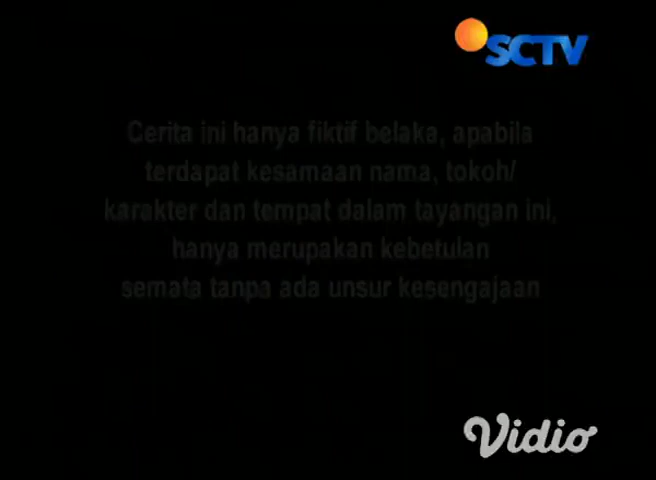 SCTV
Cerita ini hanya fiktif belaka, apabila
terdapat kesamaan nama, tokoh/
karakter dan tempat dalam tayangan ini,
hanya merupakan kebetulan
semata tanpa ada unsur kesengajaan
Vidio